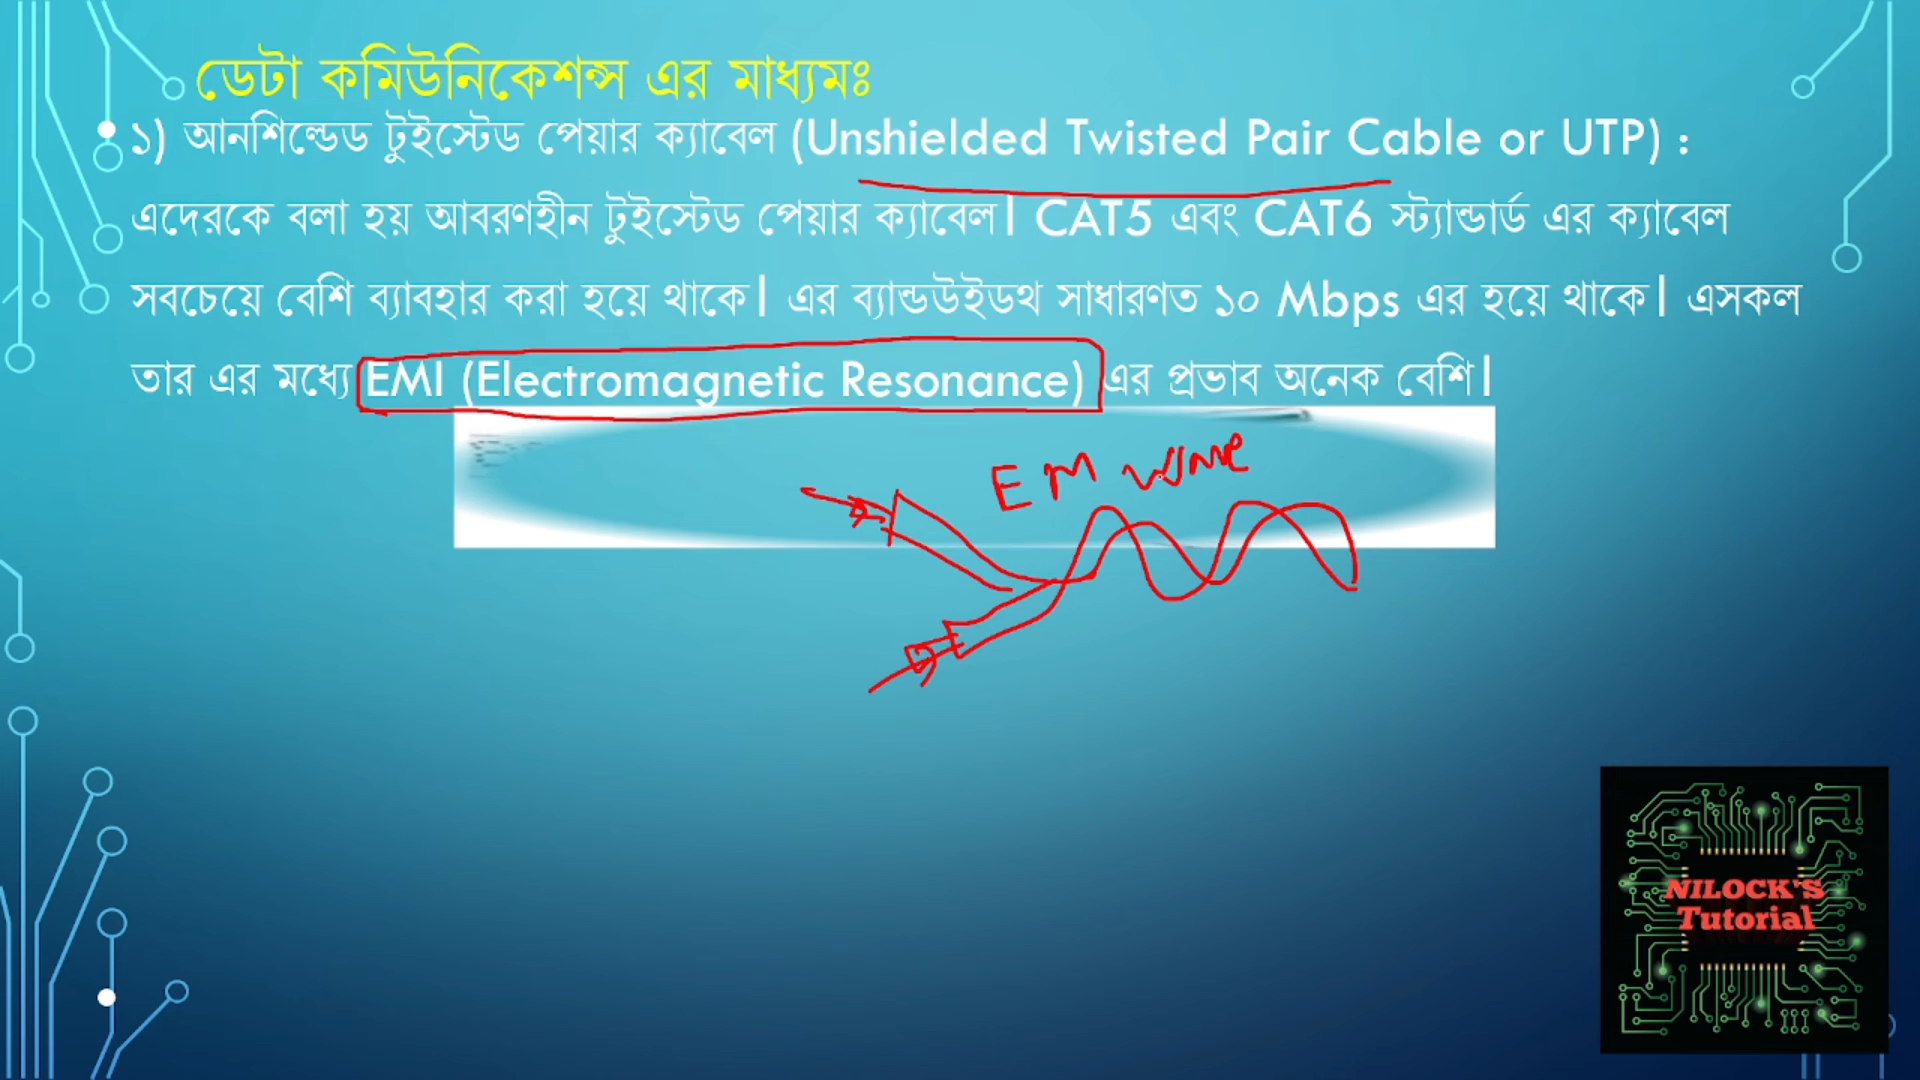 ডেটা কমিউনিকেশন্স এর মাধ্যমঃ
১) আনশিল্ডেড টুইস্টেড পেয়ার ক্যাবেল (Unshielded Twisted Pair Cable or UTP) :
এদেরকে বলা হয় আবরণহীন টুইস্টেড পেয়ার ক্যাবেল। CAT5 এবং CAT6 স্ট্যান্ডার্ড এর ক্যাবেল
সবচেয়ে বেশি ব্যাবহার করা হয়ে থাকে। এর ব্যান্ডউইডথ সাধারণত ১০ Mbps এর হয়ে থাকে। এসকল
তার এর মধ্যে EMI (Electromagnetic Resonance) এর প্রভাব অনেক বেশি।
EM wave
NILOCK'S
Tutorial